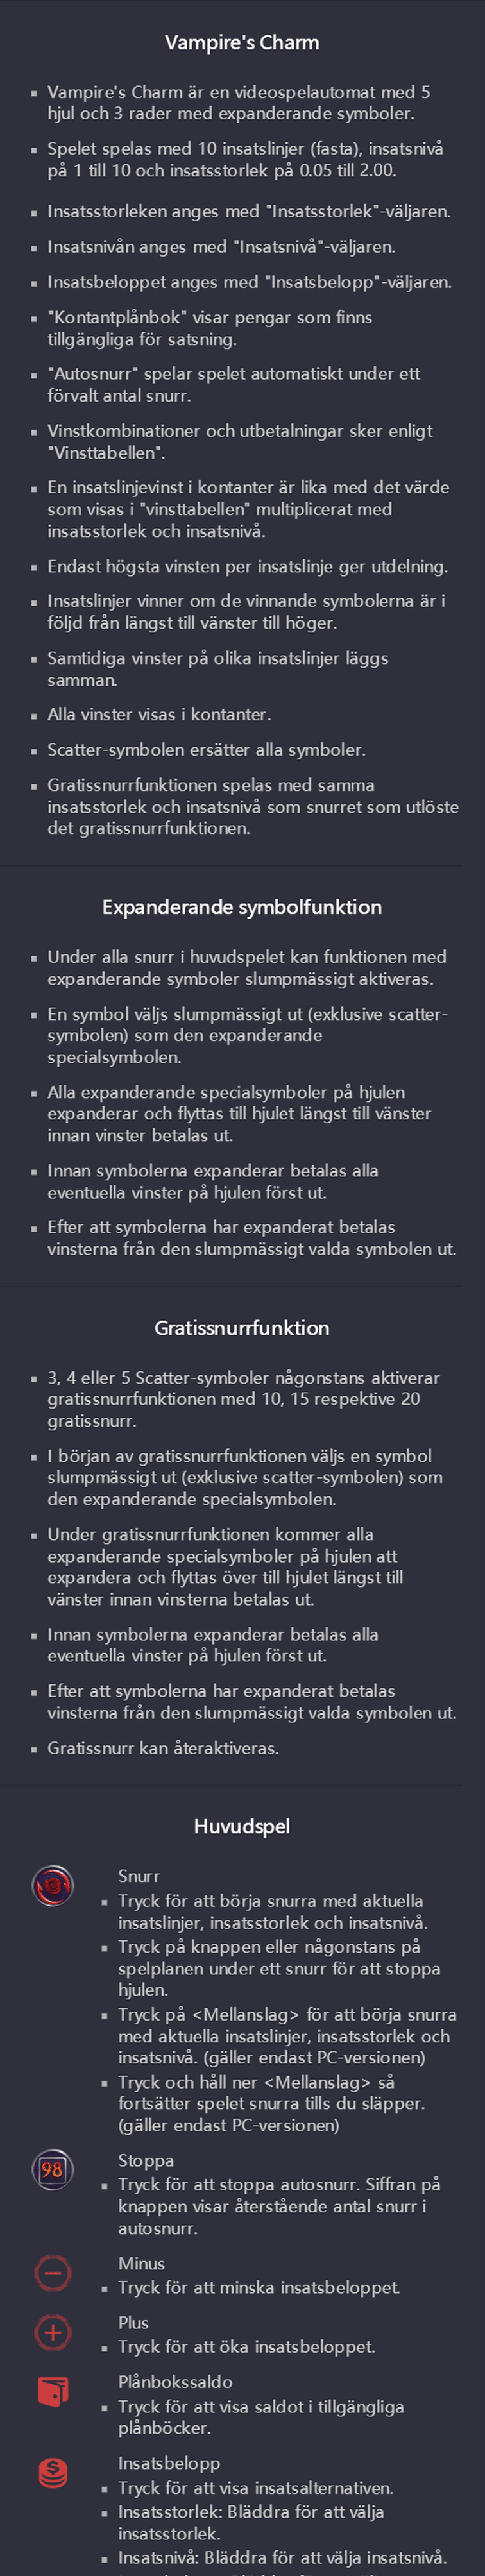 Vampire's Charm
Vampire's Charm är en videospelautomat med 5
hjul och 3 rader med expanderande symboler.
Spelet spelas med 10 insatslinjer (fasta), insatsnivå
på 1 till 10 och insatsstorlek på 0.05 till 2.00.
Insatsstorleken anges med "Insatsstorlek"-väljaren.
Insatsnivån anges med "Insatsnivå"-väljaren.
Insatsbeloppet anges med "Insatsbelopp"-väljaren.
"Kontantplånbok" visar pengar som finns
tillgängliga för satsning.
"Autosnurr" spelar spelet automatiskt under ett
förvalt antal snurr.
Vinstkombinationer och utbetalningar sker enligt
"Vinsttabellen".
En insatslinjevinst i kontanter är lika med det värde
som visas i "vinsttabellen" multiplicerat med
insatsstorlek och insatsnivå.
Endast högsta vinsten per insatslinje ger utdelning.
Insatslinjer vinner om de vinnande symbolerna är i
följd från längst till vänster till höger.
Samtidiga vinster på olika insatslinjer läggs
samman.
Alla vinster visas i kontanter.
Scatter-symbolen ersätter alla symboler.
Gratissnurrfunktionen spelas med samma
insatsstorlek och insatsnivå som snurret som utlöste
det gratissnurrfunktionen.
Expanderande symbolfunktion
Under alla snurr i huvudspelet kan funktionen med
expanderande symboler slumpmässigt aktiveras.
En symbol väljs slumpmässigt ut (exklusive scatter-
symbolen) som den expanderande
specialsymbolen.
Alla expanderande specialsymboler på hjulen
expanderar och flyttas till hjulet längst till vänster
innan vinster betalas ut.
Innan symbolerna expanderar betalas alla
eventuella vinster på hjulen först ut.
Efter att symbolerna har expanderat betalas
vinsterna från den slumpmässigt valda symbolen ut.
Gratissnurrfunktion
3, 4 eller 5 Scatter-symboler någonstans aktiverar
gratissnurrfunktionen med 10, 15 respektive 20
gratissnurr.
I början av gratissnurrfunktionen väljs en symbol
slumpmässigt ut (exklusive scatter-symbolen) som
den expanderande specialsymbolen.
Under gratissnurrfunktionen kommer alla
expanderande specialsymboler på hjulen att
expandera och flyttas över till hjulet längst till
vänster innan vinsterna betalas ut.
Innan symbolerna expanderar betalas alla
eventuella vinster på hjulen först ut.
Efter att symbolerna har expanderat betalas
vinsterna från den slumpmässigt valda symbolen ut.
Gratissnurr kan återaktiveras.
Huvudspel
Snurr
Tryck för att börja snurra med aktuella
insatslinjer, insatsstorlek och insatsnivå.
Tryck på knappen eller någonstans på
spelplanen under ett snurr för att stoppa
hjulen.
Tryck på <Mellanslag> för att börja snurra
med aktuella insatslinjer, insatsstorlek och
insatsnivå. (gäller endast PC-versionen)
Tryck och håll ner <Mellanslag> så
fortsätter spelet snurra tills du släpper.
(gäller endast PC-versionen)
98
Stoppa
Tryck för att stoppa autosnurr. Siffran på
knappen visar återstående antal snurr i
autosnurr.
Minus
Tryck för att minska insatsbeloppet.
Plus
Tryck för att öka insatsbeloppet.
Plånbokssaldo
Tryck för att visa saldot i tillgängliga
plånböcker.
Insatsbelopp
Tryck för att visa insatsalternativen.
Insatsstorlek: Bläddra för att välja
insatsstorlek.
Insatsnivå: Bläddra för att välja insatsnivå.